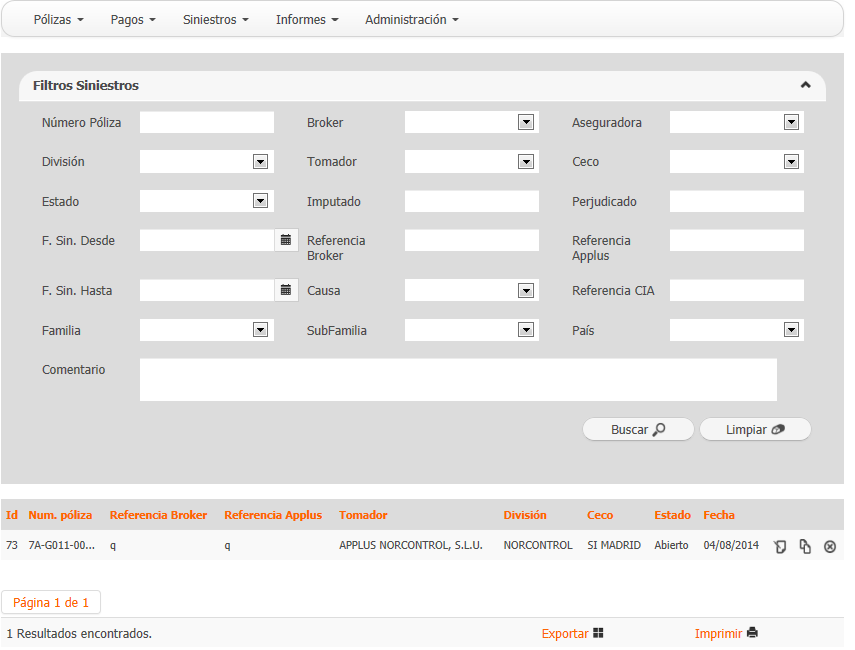 Pólizas Pagos Siniestros Informes Administración
Filtros Siniestros
Número Póliza Broker Aseguradora
División Tomador Ceco
Estado Imputado Perjudicado
F. Sin. Desde Referencia Broker Referencia Applus
F. Sin. Hasta Causa Referencia CIA
Familia SubFamilia País
Comentario
Buscar Limpiar
Id Num. póliza Referencia Broker Referencia Applus Tomador División Ceco Estado Fecha
73 7A-G011-00... q q APPLUS NORCONTROL, S.L.U. NORCONTROL SI MADRID Abierto 04/08/2014
Página 1 de 1
1 Resultados encontrados. Exportar Imprimir